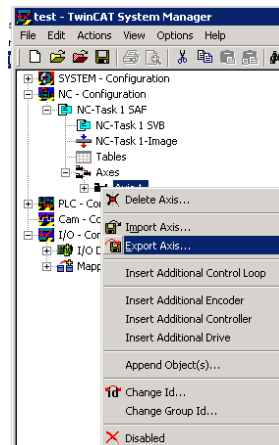 test - TwinCAT System Manager
File Edit Actions View Options Help
SYSTEM - Configuration
NC - Configuration
NC-Task 1 SAF
NC-Task 1 SVB
NC-Task 1-Image
Tables
Axes
Axis 1
Delete Axis...
PLC - Co
Import Axis...
Cam - Co
Export Axis...
I/O - Cor
I/O D
Insert Additional Control Loop
Mapp
Insert Additional Encoder
Insert Additional Controller
Insert Additional Drive
Append Object(s)...
Change Id...
Change Group Id...
Disabled